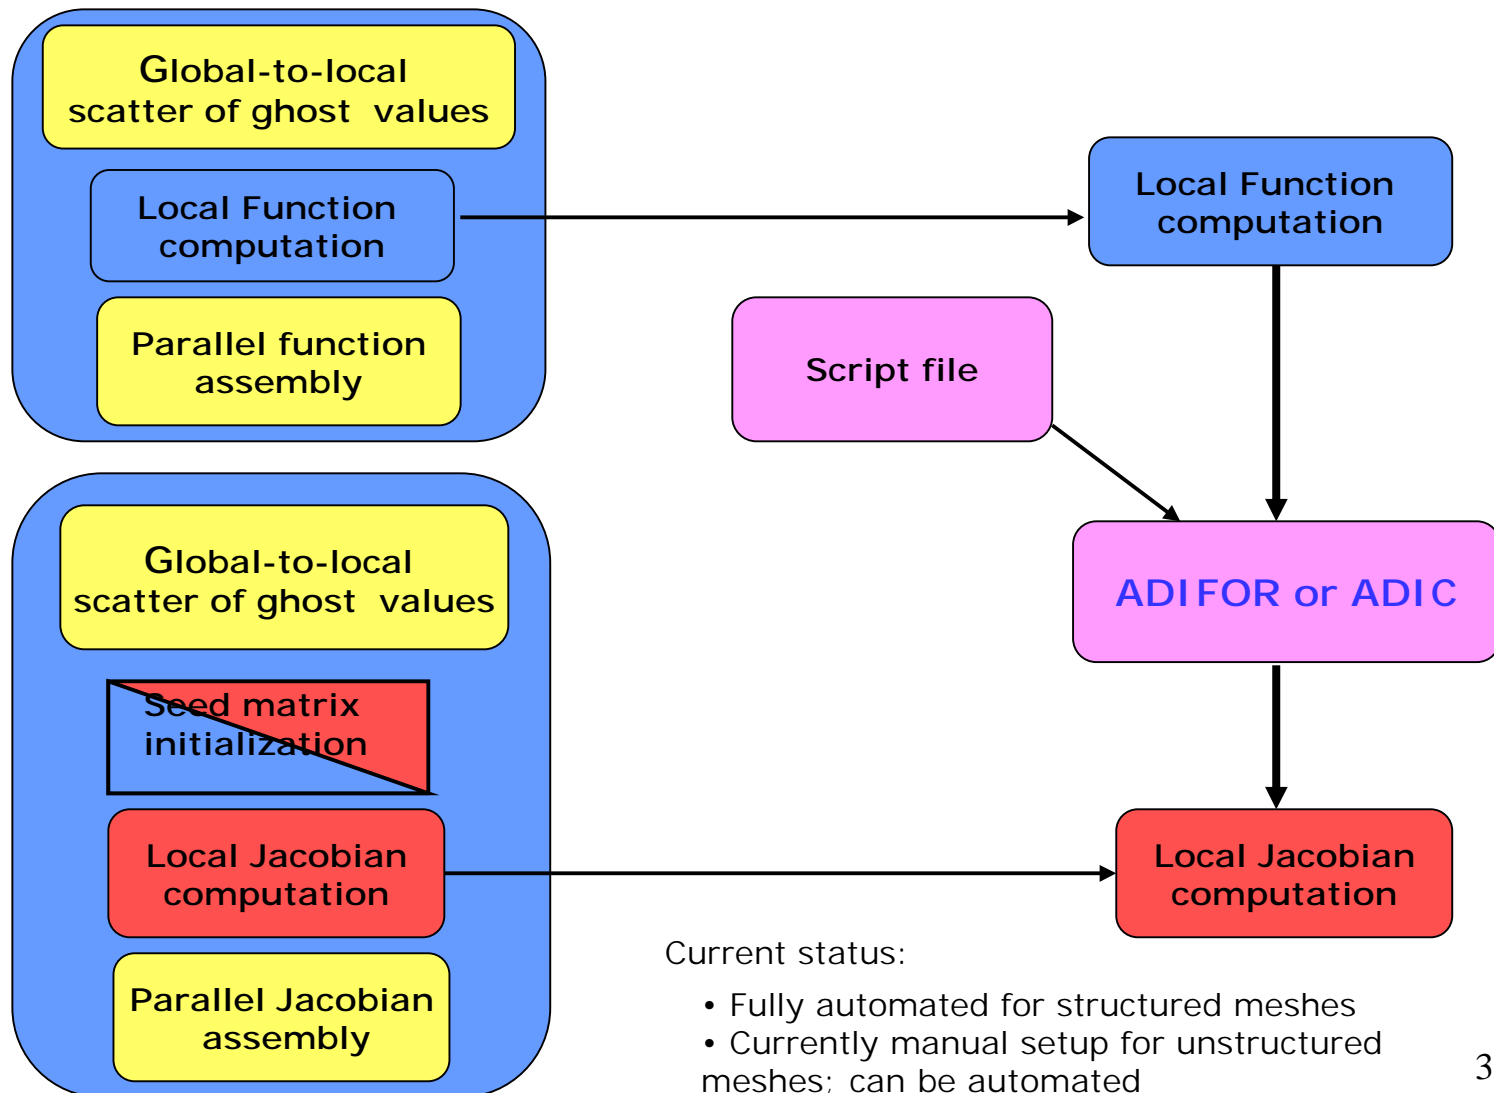 Global-to-local
scatter of ghost values
Local Function
computation
Parallel function
assembly
Local Function
computation
Script file
ADIFOR or ADIC
Global-to-local
scatter of ghost values
Seed matrix
initialization
Local Jacobian
computation
Parallel Jacobian
assembly
Local Jacobian
computation
Current status:
• Fully automated for structured meshes
• Currently manual setup for unstructured
meshes; can be automated
3